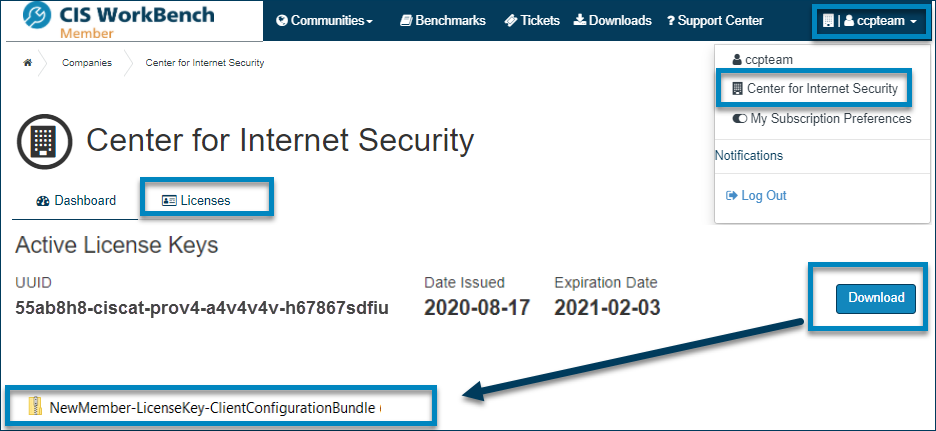 CIS WorkBench
Member
Communities
Benchmarks
Tickets
Downloads
? Support Center
| ccpteam
ccpteam
Center for Internet Security
My Subscription Preferences
Notifications
Log Out
Companies
Center for Internet Security
Center for Internet Security
Dashboard
Licenses
Active License Keys
UUID
Date Issued
Expiration Date
55ab8h8-ciscat-prov4-a4v4v4v-h67867sdfiu
2020-08-17
2021-02-03
Download
NewMember-LicenseKey-ClientConfigurationBundle (